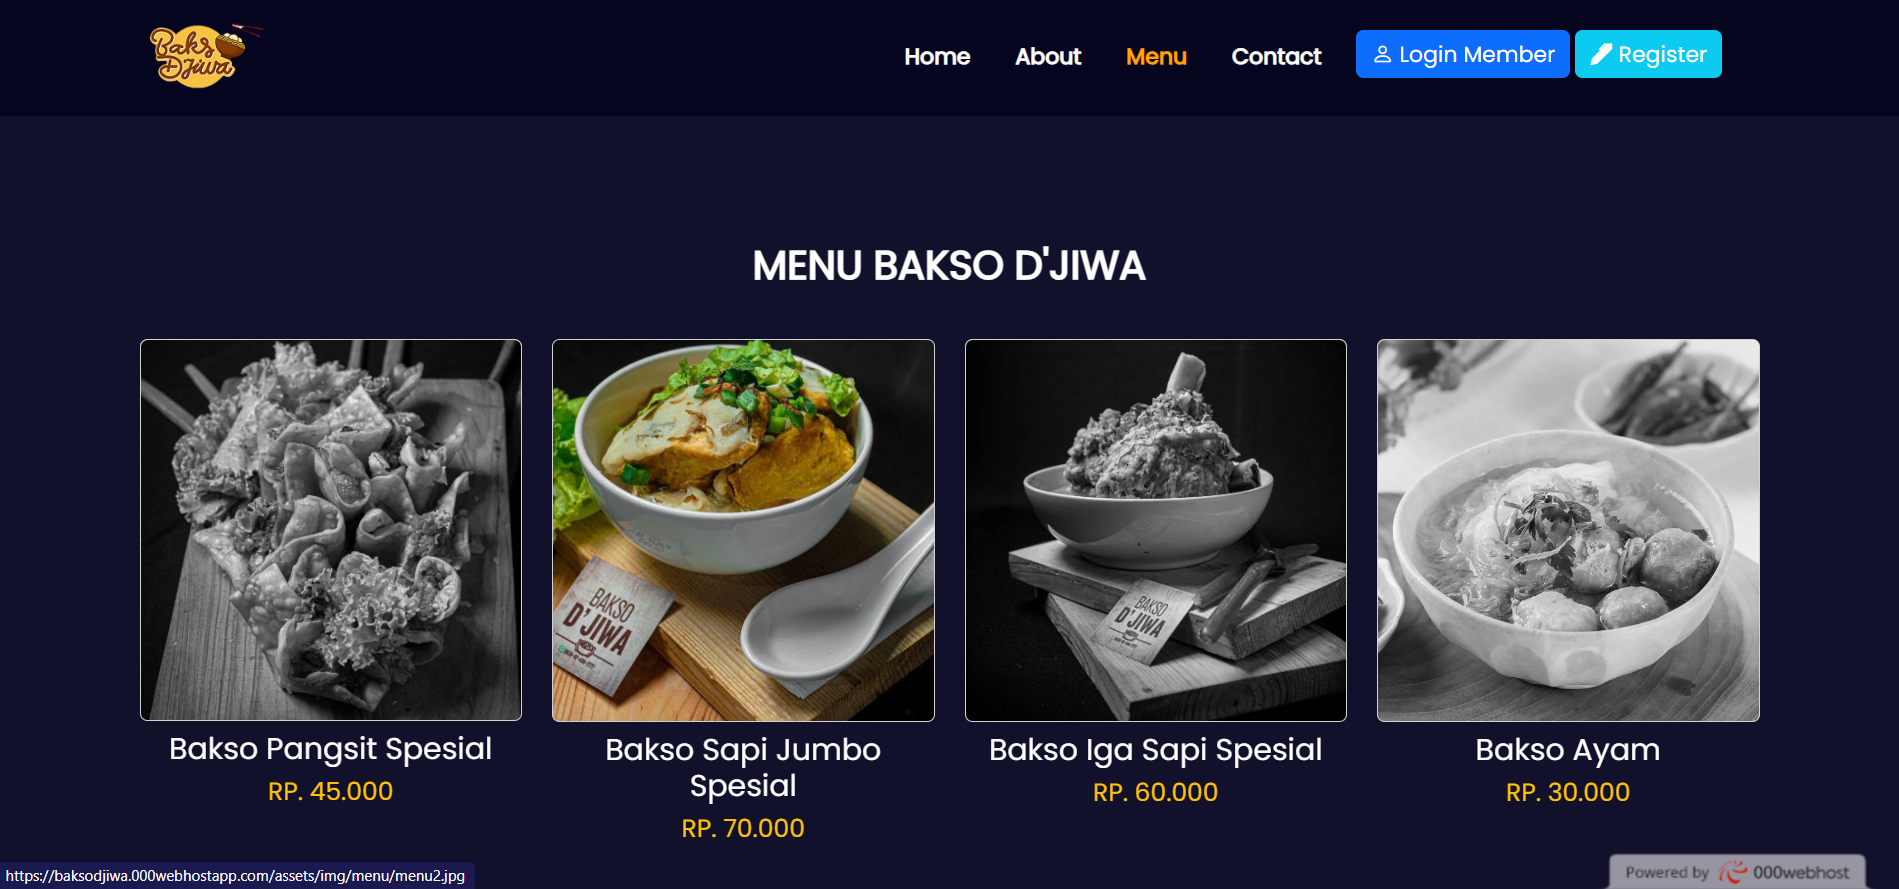 Bakso
D'Jiwa
Home
About
Menu
Contact
Login Member
Register
MENU BAKSO D'JIWA
BAKSO
D'JIWA
BAKSO
D'JIWA
Bakso Pangsit Spesial
RP. 45.000
Bakso Sapi Jumbo
Spesial
RP. 70.000
Bakso Iga Sapi Spesial
RP. 60.000
Bakso Ayam
RP. 30.000
https://baksodjiwa.000webhostapp.com/assets/img/menu/menu2.jpg
Powered by 000webhost